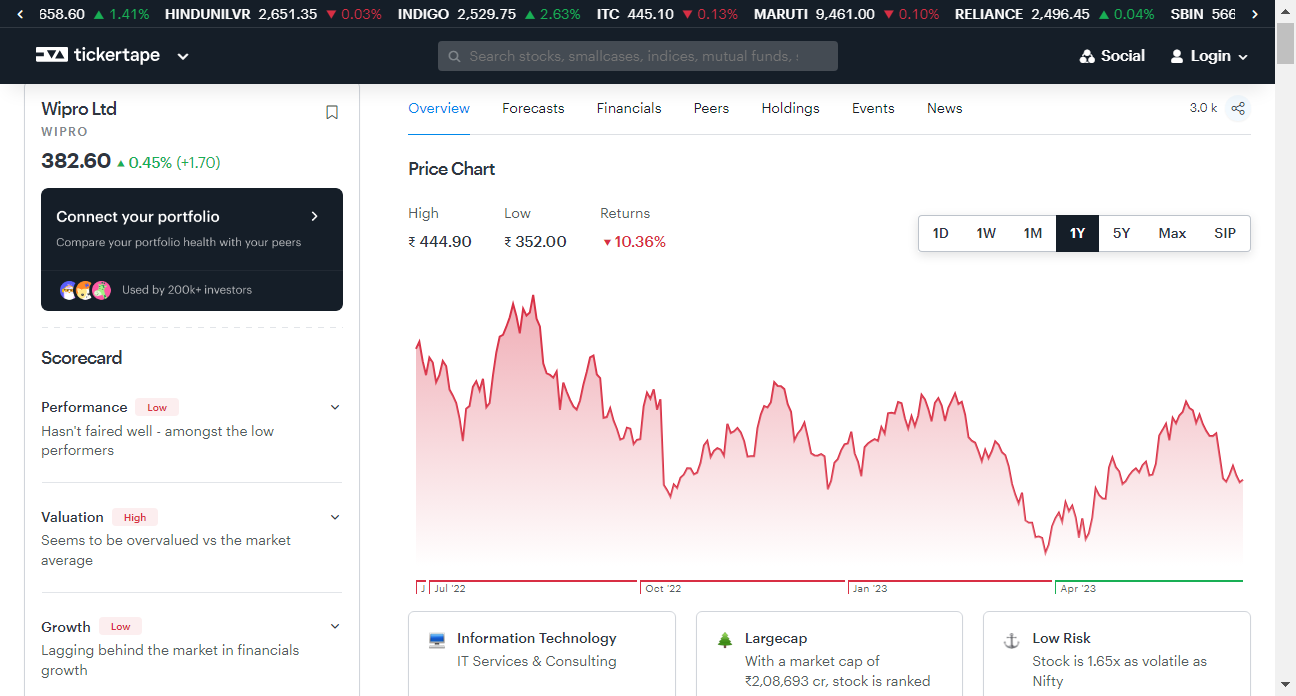 658.60 ▲ 1.41% HINDUNILVR 2,651.35 ▼ 0.03% INDIGO 2,529.75 ▲ 2.63% ITC 445.10 ▼ 0.13% MARUTI 9,461.00 ▼ 0.10% RELIANCE 2,496.45 ▲ 0.04% SBIN 566
tickertape
Search stocks, smallcases, indices, mutual funds,
Social Login
Wipro Ltd
WIPRO
382.60 ▲ 0.45% (+1.70)
Connect your portfolio
Compare your portfolio health with your peers
Used by 200k+ investors
Scorecard
Performance Low
Hasn't faired well - amongst the low
performers
Valuation High
Seems to be overvalued vs the market
average
Growth Low
Lagging behind the market in financials
growth
Overview Forecasts Financials Peers Holdings Events News 3.0 k
Price Chart
High Low Returns
₹ 444.90 ₹ 352.00 ▼ 10.36%
1D 1W 1M 1Y 5Y Max SIP
J Jul '22 Oct '22 Jan '23 Apr '23
Information Technology
IT Services & Consulting
Largecap
With a market cap of
₹2,08,693 cr, stock is ranked
Low Risk
Stock is 1.65x as volatile as
Nifty